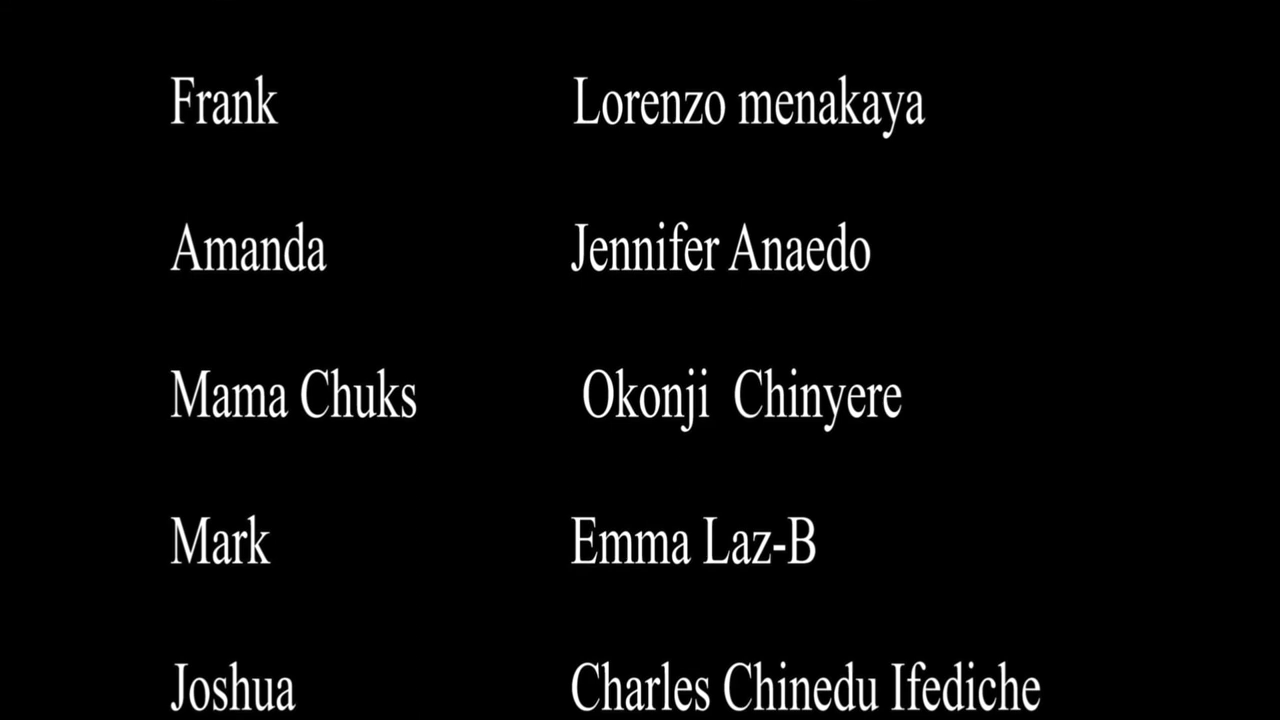 Frank Lorenzo menakaya
Amanda Jennifer Anaedo
Mama Chuks Okonji Chinyere
Mark Emma Laz-B
Joshua Charles Chinedu Ifediche